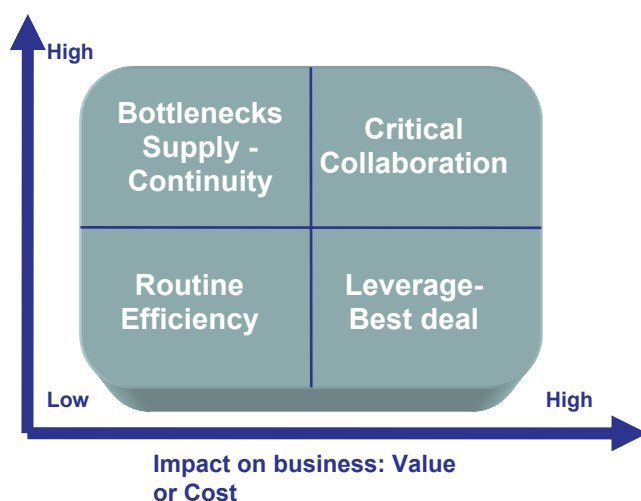 High
Bottlenecks
Supply -
Continuity
Critical
Collaboration
Routine
Efficiency
Leverage-
Best deal
Low
High
Impact on business: Value
or Cost